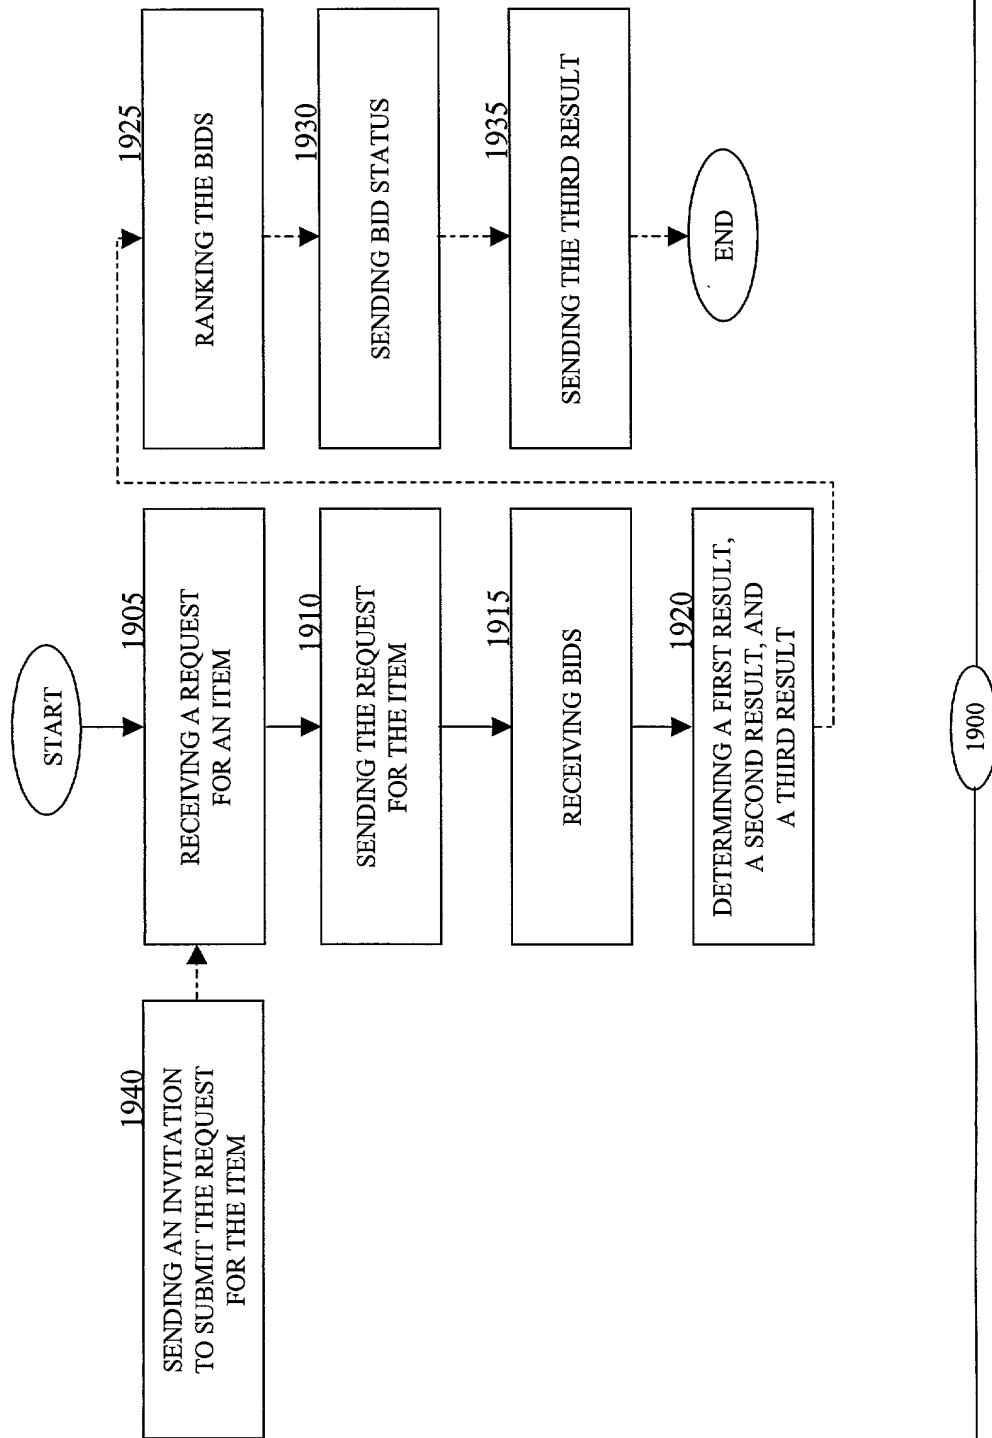 START
1940
SENDING AN INVITATION
TO SUBMIT THE REQUEST
FOR THE ITEM
1905
RECEIVING A REQUEST
FOR AN ITEM
1910
SENDING THE REQUEST
FOR THE ITEM
1915
RECEIVING BIDS
1920
DETERMINING A FIRST RESULT,
A SECOND RESULT, AND
A THIRD RESULT
1925
RANKING THE BIDS
1930
SENDING BID STATUS
1935
SENDING THE THIRD RESULT
END
1900